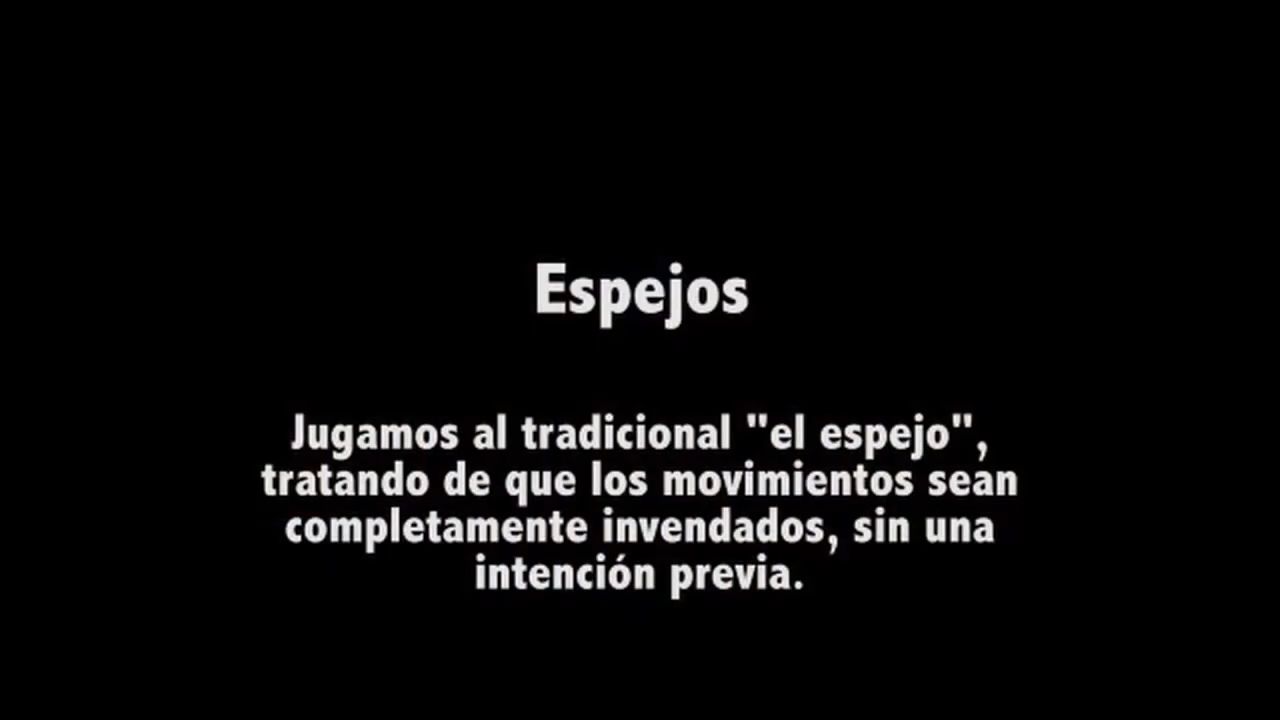 Espejos
Jugamos al tradicional "el espejo",
tratando de que los movimientos sean
completamente invendados, sin una
intención previa.